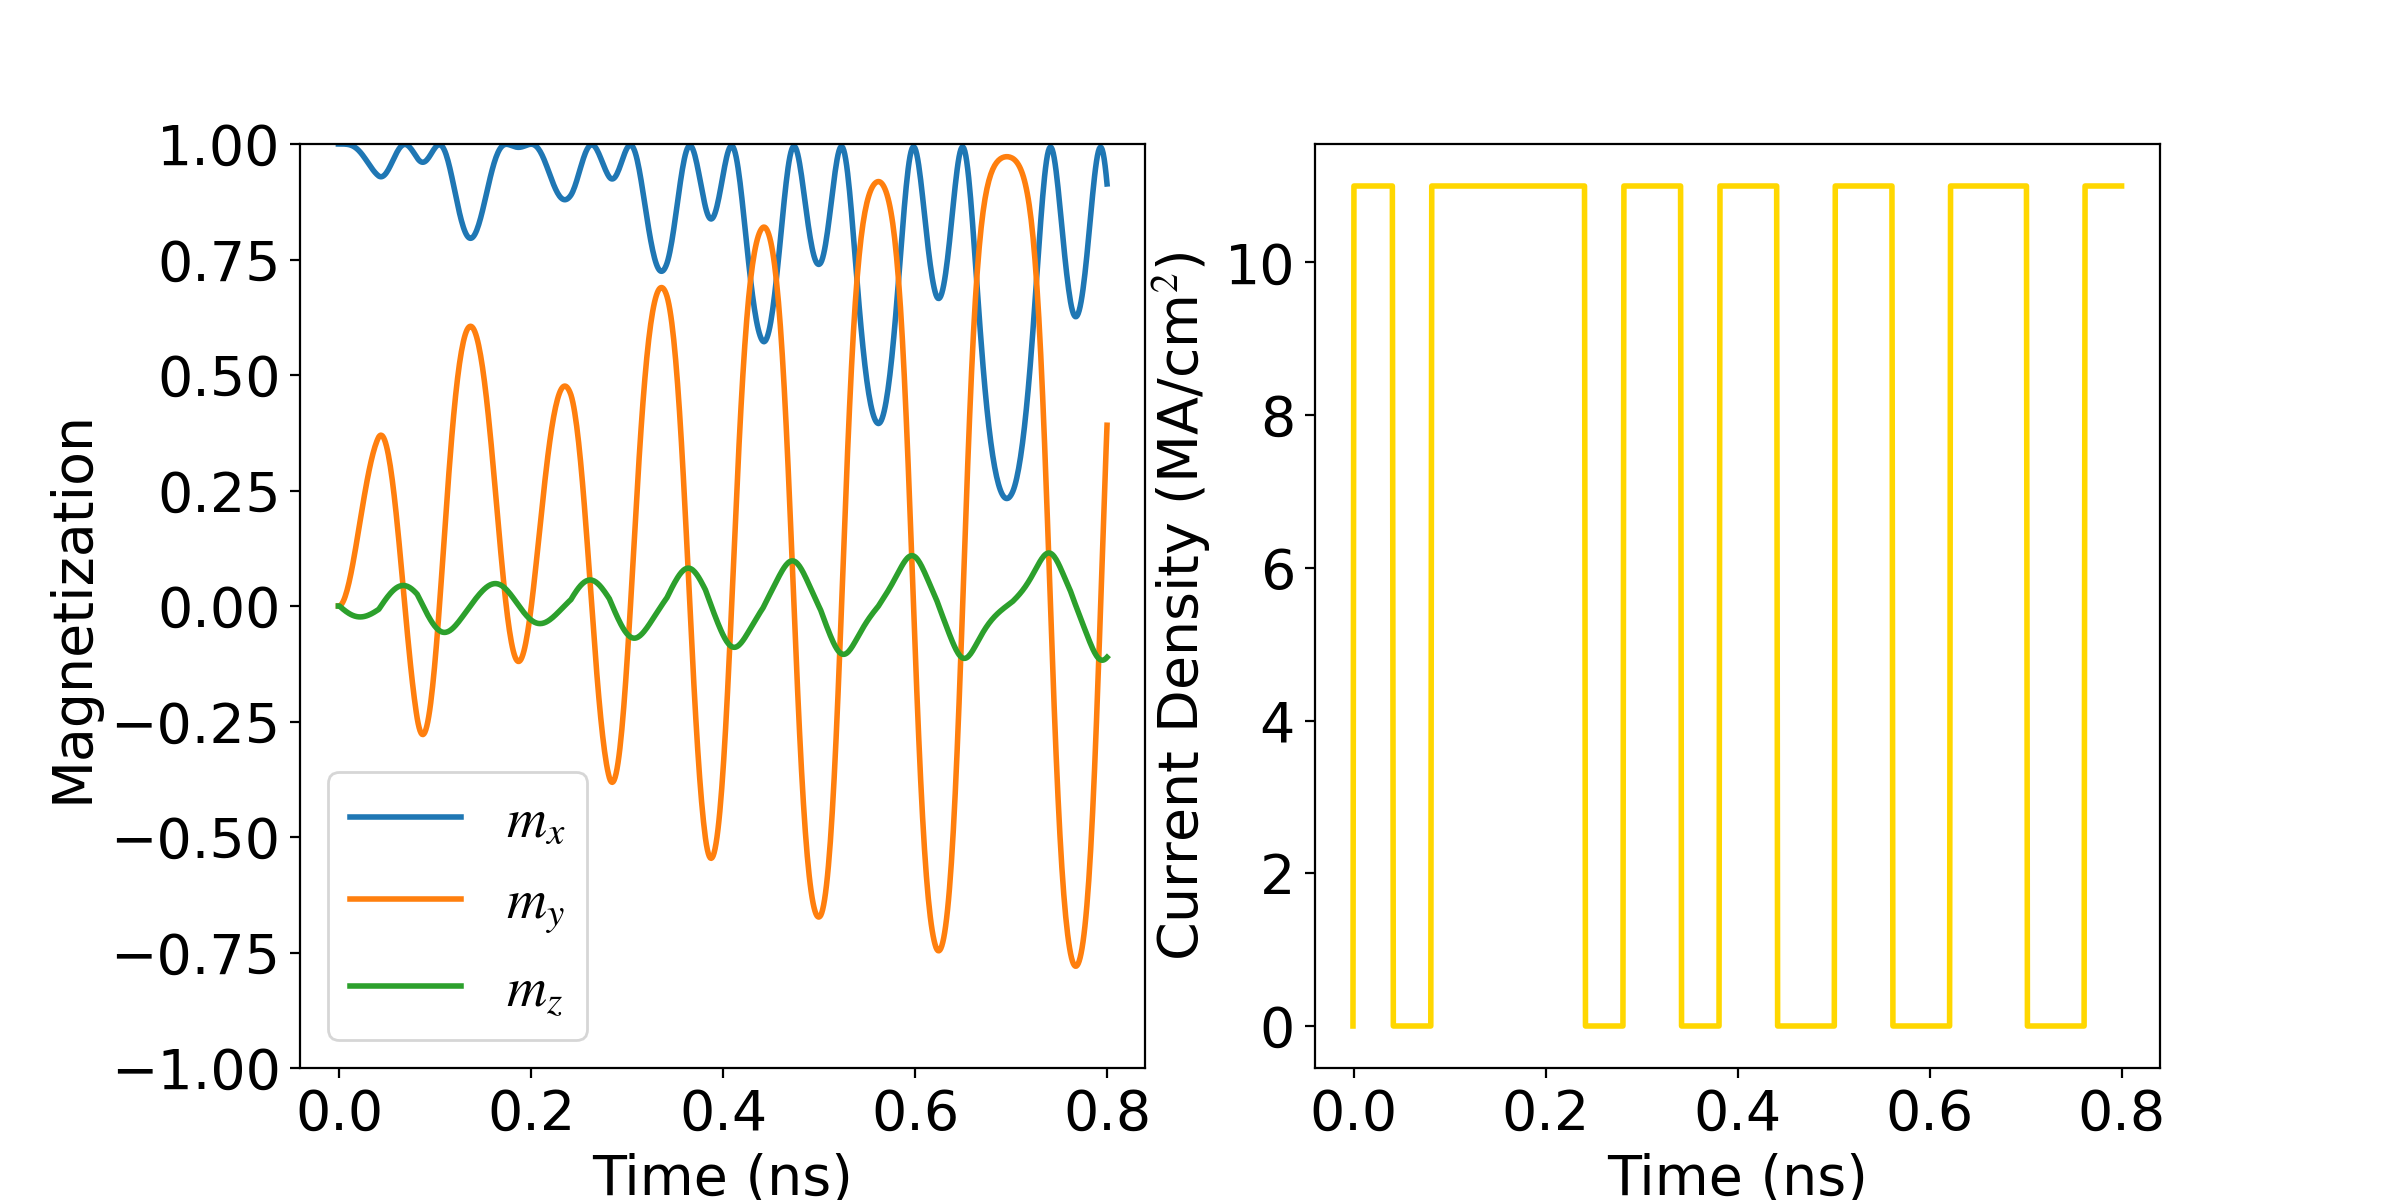 Magnetization
1.00
0.75
0.50
0.25
0.00
−0.25
−0.50
−0.75
−1.00
m_x
m_y
m_z
0.0 0.2 0.4 0.6 0.8
Time (ns)
Current Density (MA/cm²)
10
8
6
4
2
0
0.0 0.2 0.4 0.6 0.8
Time (ns)